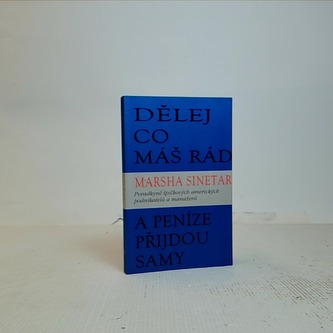 DĚLEJ
CO
MÁŠ RÁD
MARSHA SINETAR
Poradkyně špičkových amerických
podnikatelů a manažerů
A PENÍZE
PŘIJDOU
SAMY